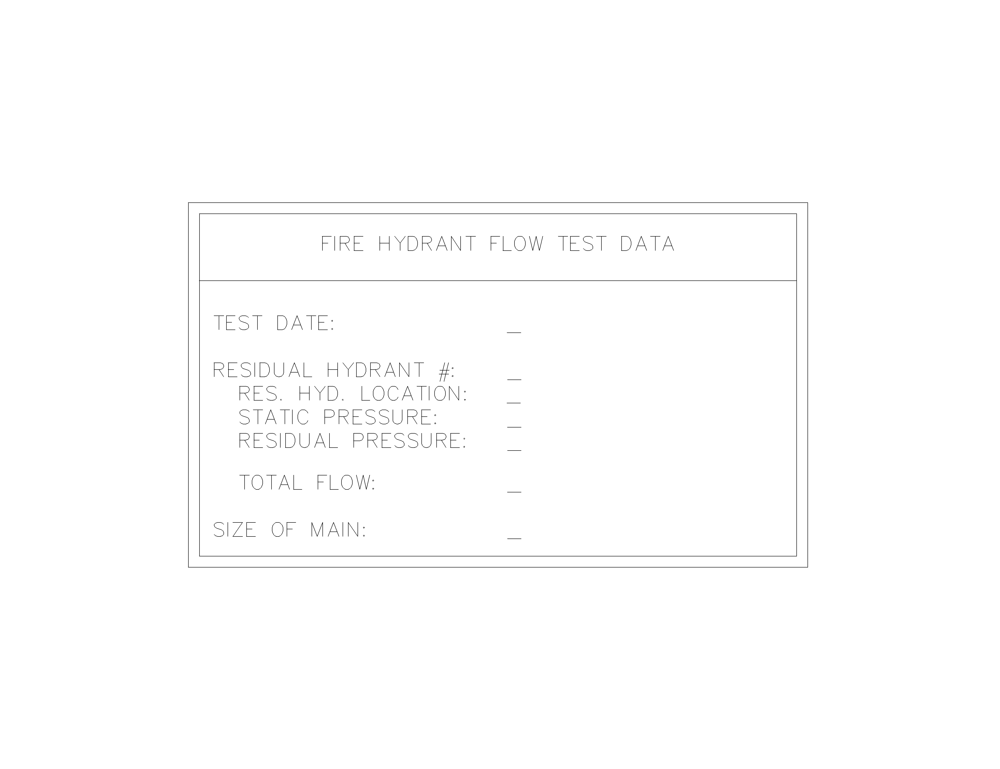 FIRE HYDRANT FLOW TEST DATA
TEST DATE: _
RESIDUAL HYDRANT #: _
RES. HYD. LOCATION: _
STATIC PRESSURE: _
RESIDUAL PRESSURE: _
TOTAL FLOW: _
SIZE OF MAIN: _